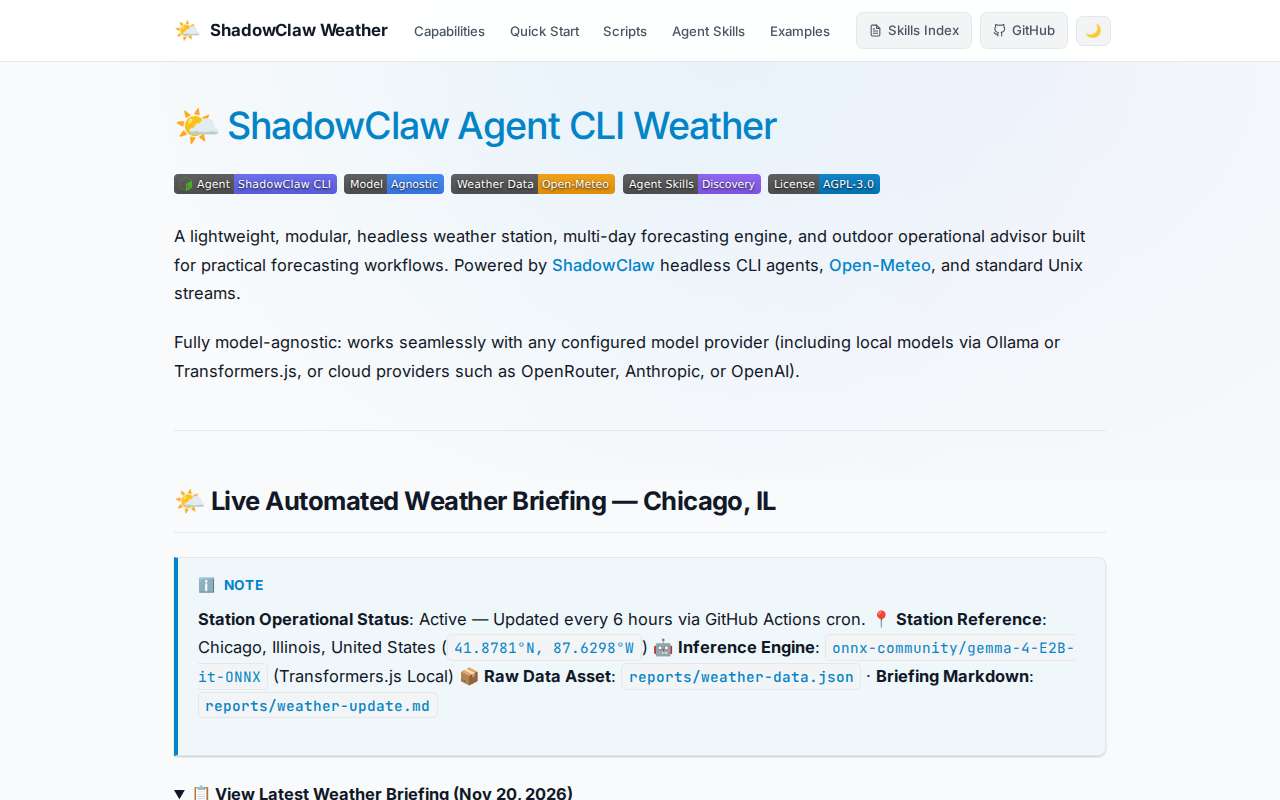 🌤️ ShadowClaw Weather Capabilities Quick Start Scripts Agent Skills Examples Skills Index GitHub 🌙
🌤️ ShadowClaw Agent CLI Weather
Agent ShadowClaw CLI Model Agnostic Weather Data Open-Meteo Agent Skills Discovery License AGPL-3.0
A lightweight, modular, headless weather station, multi-day forecasting engine, and outdoor operational advisor built
for practical forecasting workflows. Powered by ShadowClaw headless CLI agents, Open-Meteo, and standard Unix
streams.
Fully model-agnostic: works seamlessly with any configured model provider (including local models via Ollama or
Transformers.js, or cloud providers such as OpenRouter, Anthropic, or OpenAI).
🌤️ Live Automated Weather Briefing — Chicago, IL
ℹ️ NOTE
Station Operational Status: Active — Updated every 6 hours via GitHub Actions cron. 📍 Station Reference:
Chicago, Illinois, United States ( 41.8781°N, 87.6298°W ) 🤖 Inference Engine: onnx-community/gemma-4-E2B-
it-ONNX (Transformers.js Local) 📦 Raw Data Asset: reports/weather-data.json · Briefing Markdown:
reports/weather-update.md
▼ 📋 View Latest Weather Briefing (Nov 20, 2026)